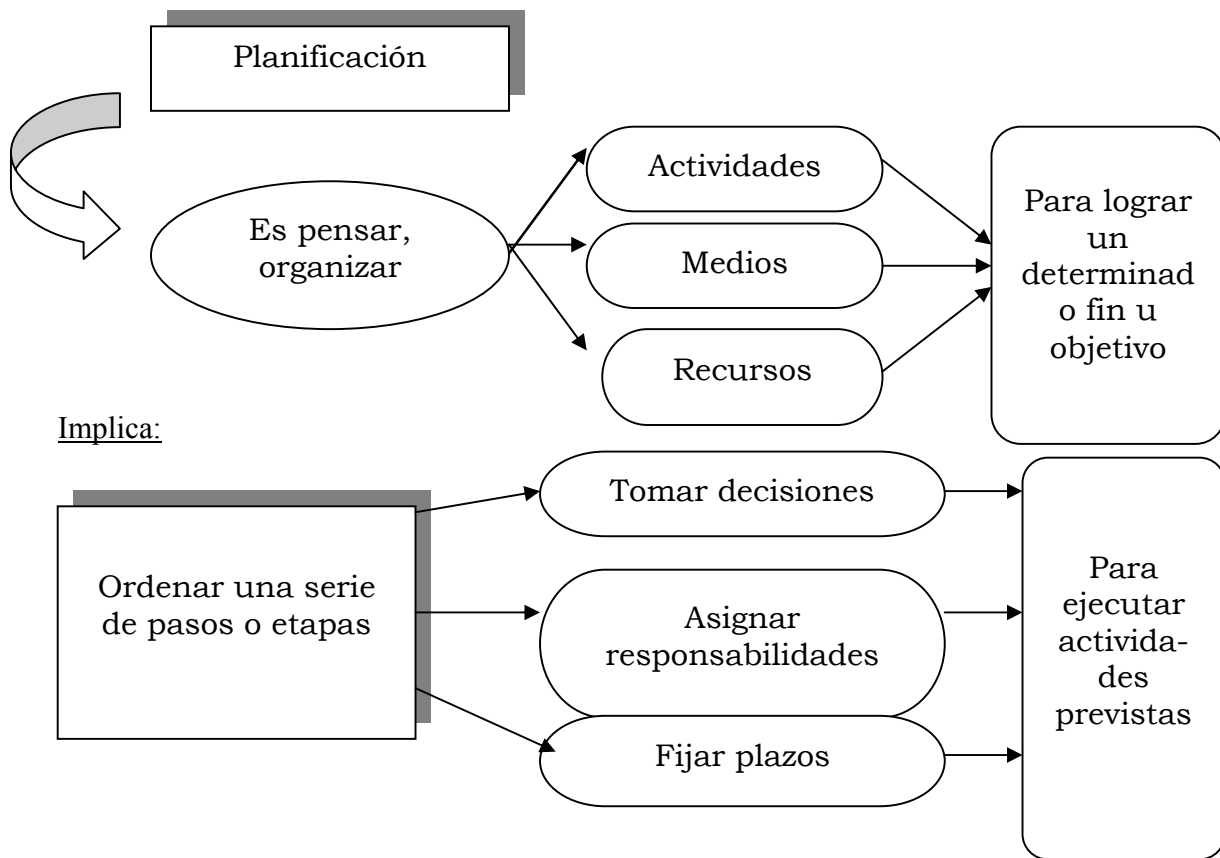 Planificación
Es pensar,
organizar
Actividades
Medios
Recursos
Para lograr
un
determinad
o fin u
objetivo
Implica:
Ordenar una serie
de pasos o etapas
Tomar decisiones
Asignar
responsabilidades
Fijar plazos
Para
ejecutar
activida-
des
previstas